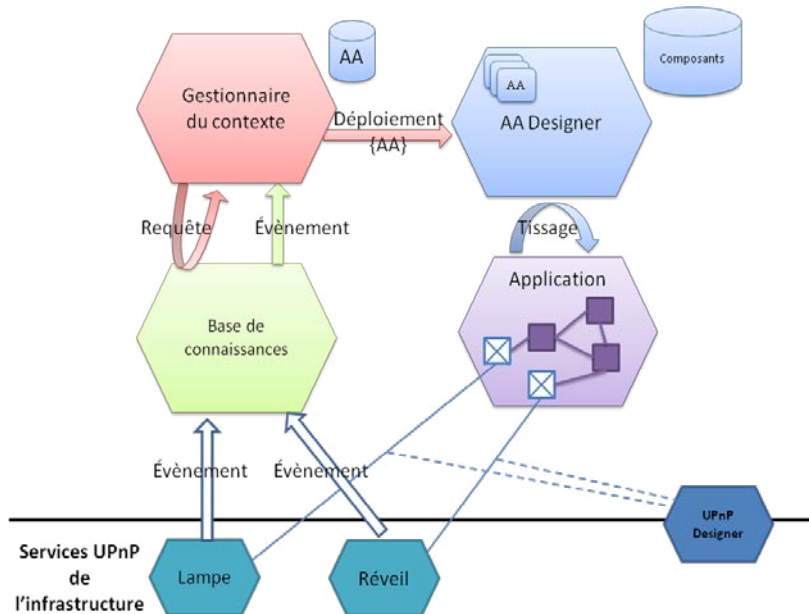 AA
Composants
Gestionnaire
du contexte
AA
AA Designer
Déploiement
{AA}
Requête
Évènement
Tissage
Application
Base de
connaissances
Évènement
Évènement
UPnP
Designer
Services UPnP
de
l'infrastructure
Lampe
Réveil